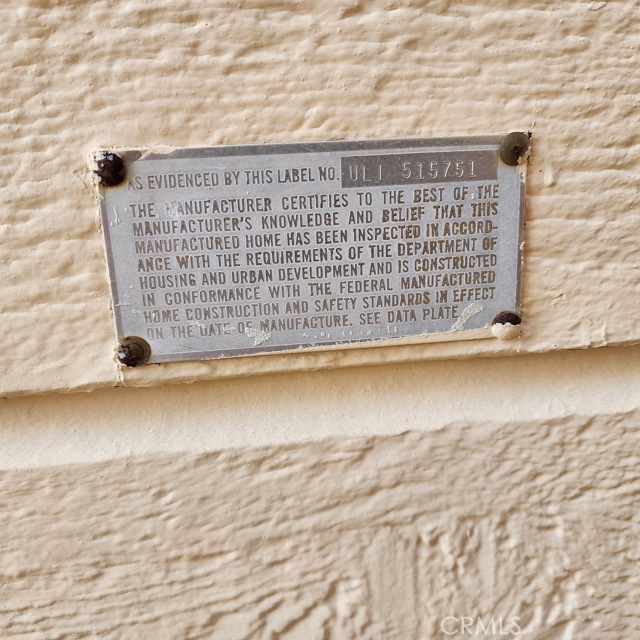 AS EVIDENCED BY THIS LABEL NO. ULI 515751
THE MANUFACTURER CERTIFIES TO THE BEST OF THE
MANUFACTURER'S KNOWLEDGE AND BELIEF THAT THIS
MANUFACTURED HOME HAS BEEN INSPECTED IN ACCORD-
ANCE WITH THE REQUIREMENTS OF THE DEPARTMENT OF
HOUSING AND URBAN DEVELOPMENT AND IS CONSTRUCTED
IN CONFORMANCE WITH THE FEDERAL MANUFACTURED
HOME CONSTRUCTION AND SAFETY STANDARDS IN EFFECT
ON THE DATE OF MANUFACTURE. SEE DATA PLATE.
CRMLS